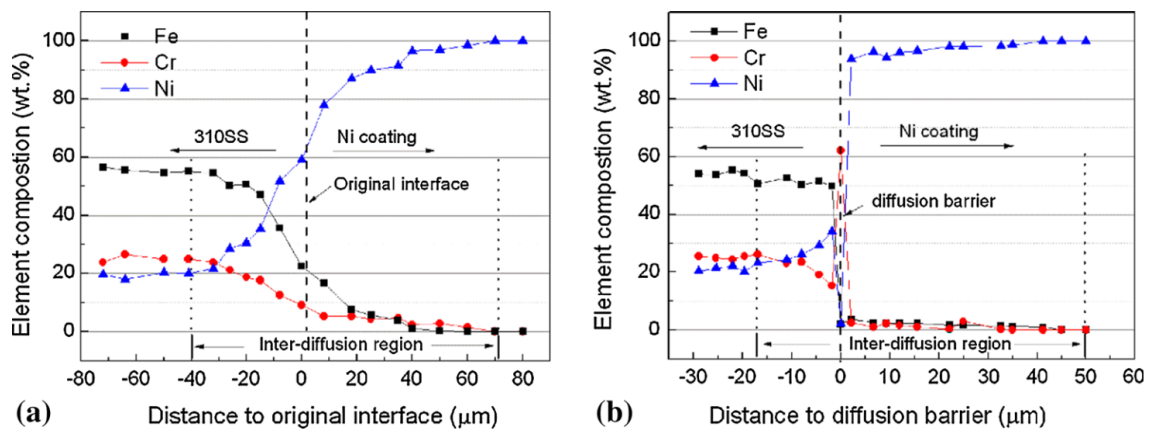 Fe
Cr
Ni
310SS
Ni coating
Original interface
Inter-diffusion region
Element compostion (wt.%)
100
80
60
40
20
0
-80 -60 -40 -20 0 20 40 60 80
(a) Distance to original interface (μm)
Fe
Cr
Ni
310SS
Ni coating
diffusion barrier
Inter-diffusion region
Element compostion (wt.%)
100
80
60
40
20
0
-30 -20 -10 0 10 20 30 40 50 60
(b) Distance to diffusion barrier (μm)